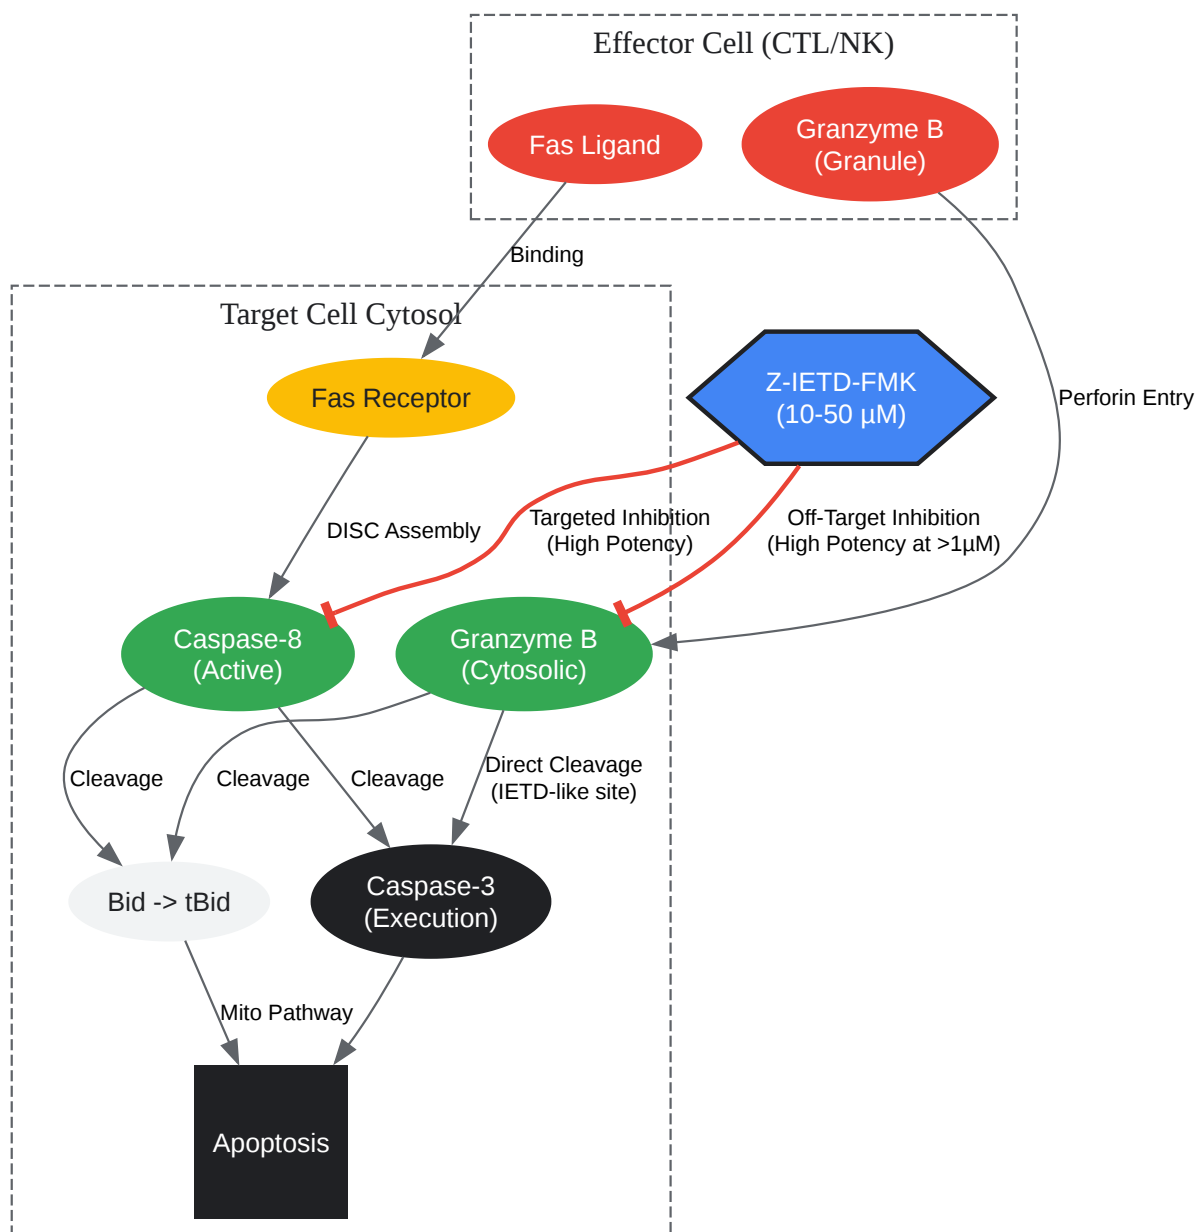 Effector Cell (CTL/NK)
Fas Ligand
Granzyme B
(Granule)
Binding
Target Cell Cytosol
Fas Receptor
Z-IETD-FMK
(10-50 µM)
Perforin Entry
DISC Assembly
Targeted Inhibition
(High Potency)
Off-Target Inhibition
(High Potency at >1µM)
Caspase-8
(Active)
Granzyme B
(Cytosolic)
Cleavage
Cleavage
Cleavage
Direct Cleavage
(IETD-like site)
Bid -> tBid
Caspase-3
(Execution)
Mito Pathway
Apoptosis